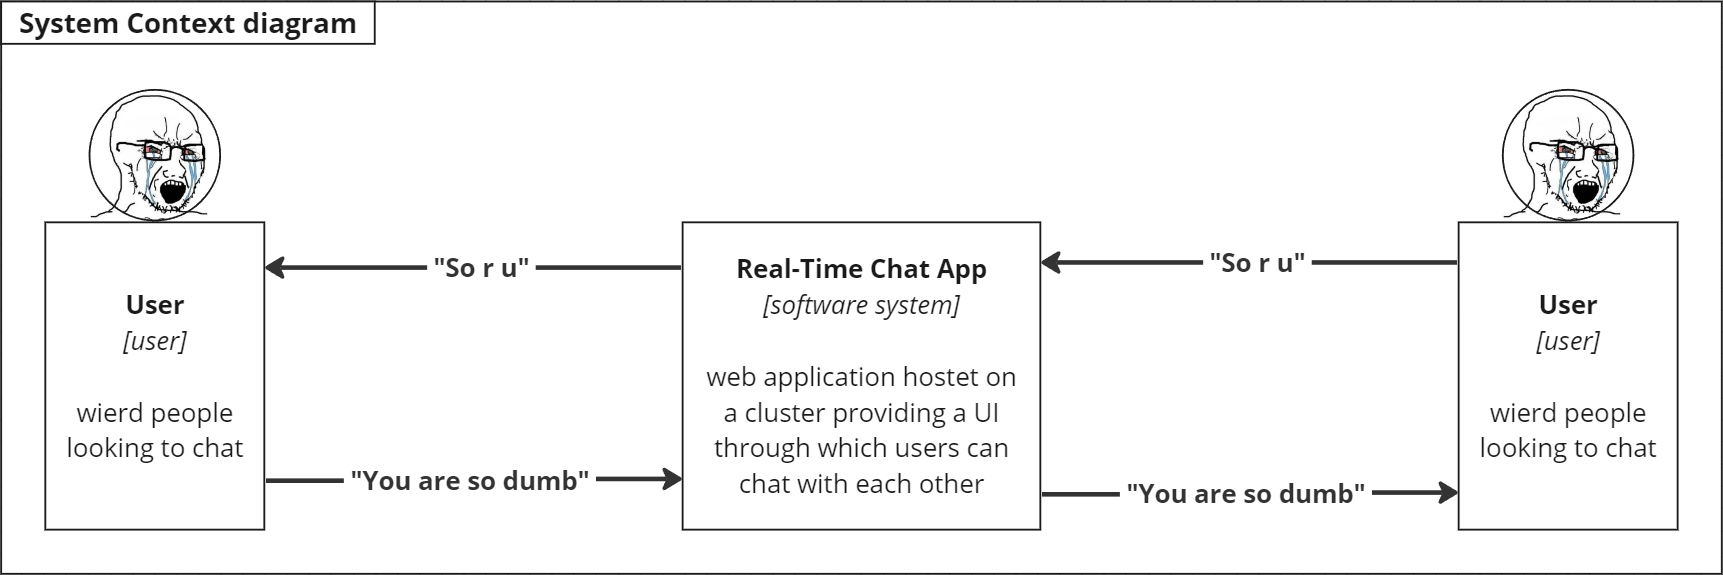 System Context diagram
User
[user]
wierd people
looking to chat
"So r u"
"You are so dumb"
Real-Time Chat App
[software system]
web application hostet on
a cluster providing a UI
through which users can
chat with each other
"So r u"
"You are so dumb"
User
[user]
wierd people
looking to chat